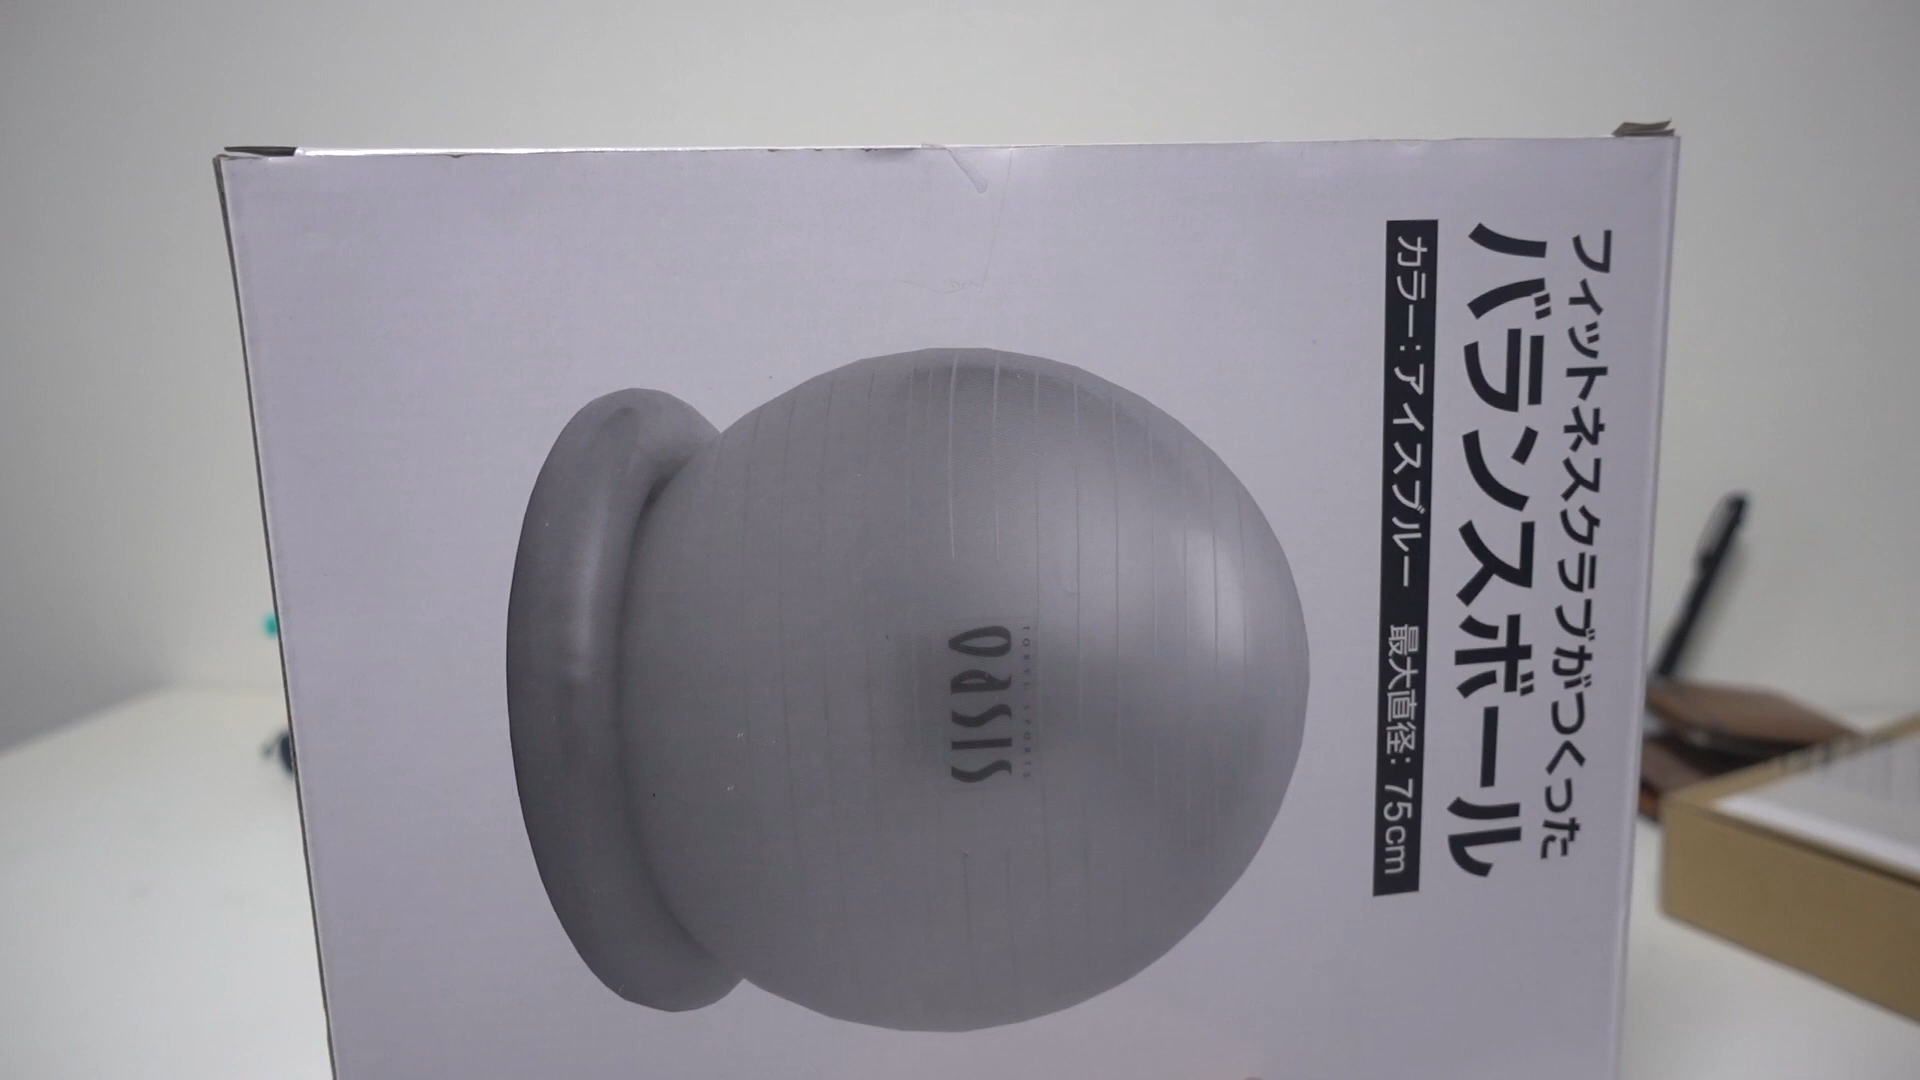 フィットネスクラブがつくった
バランスボール
カラー：アイスブルー　最大直径：75cm
TOKYU SPORTS
OASIS